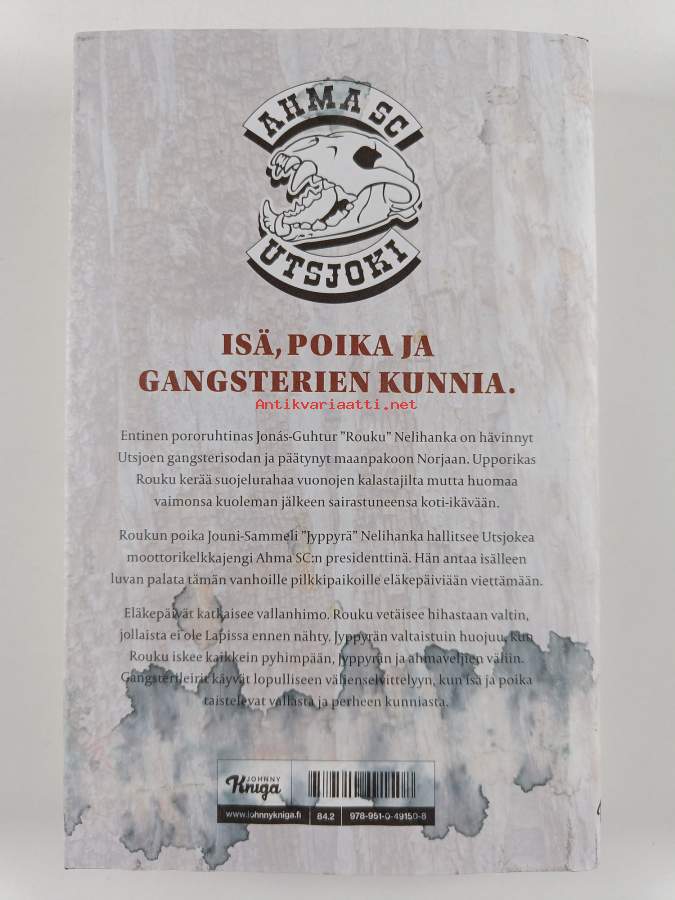 AHMA SC
UTSJOKI
ISÄ, POIKA JA
GANGSTERIEN KUNNIA.
Antikvariaatti.net
Entinen pororuhtinas Jonás-Guhtur "Rouku" Nelihanka on hävinnyt
Utsjoen gangsterisodan ja päätynyt maanpakoon Norjaan. Upporikas
Rouku kerää suojelurahaa vuonojen kalastajilta mutta huomaa
vaimonsa kuoleman jälkeen sairastuneensa koti-ikävään.
Roukun poika Jouni-Sammeli "Jyppyrä" Nelihanka hallitsee Utsjokea
moottorikelkkajengi Ahma SC:n presidenttinä. Hän antaa isälleen
luvan palata tämän vanhoille pilkkipaikoille eläkepäiviään viettämään.
Eläkepäivät katkaisee vallanhimo. Rouku vetäisee hihastaan valtin,
jollaista ei ole Lapissa ennen nähty. Jyppyrän valtaistuin huojuu, kun
Rouku iskee kaikkein pyhimpään, Jyppyrän ja ahmaveljien väliin.
Gangsterileirit käyvät lopulliseen välienselvittelyyn, kun isä ja poika
taistelevat vallasta ja perheen kunniasta.
JOHNNY
Kniga
www.johnnykniga.fi
84.2
978-951-0-49150-8